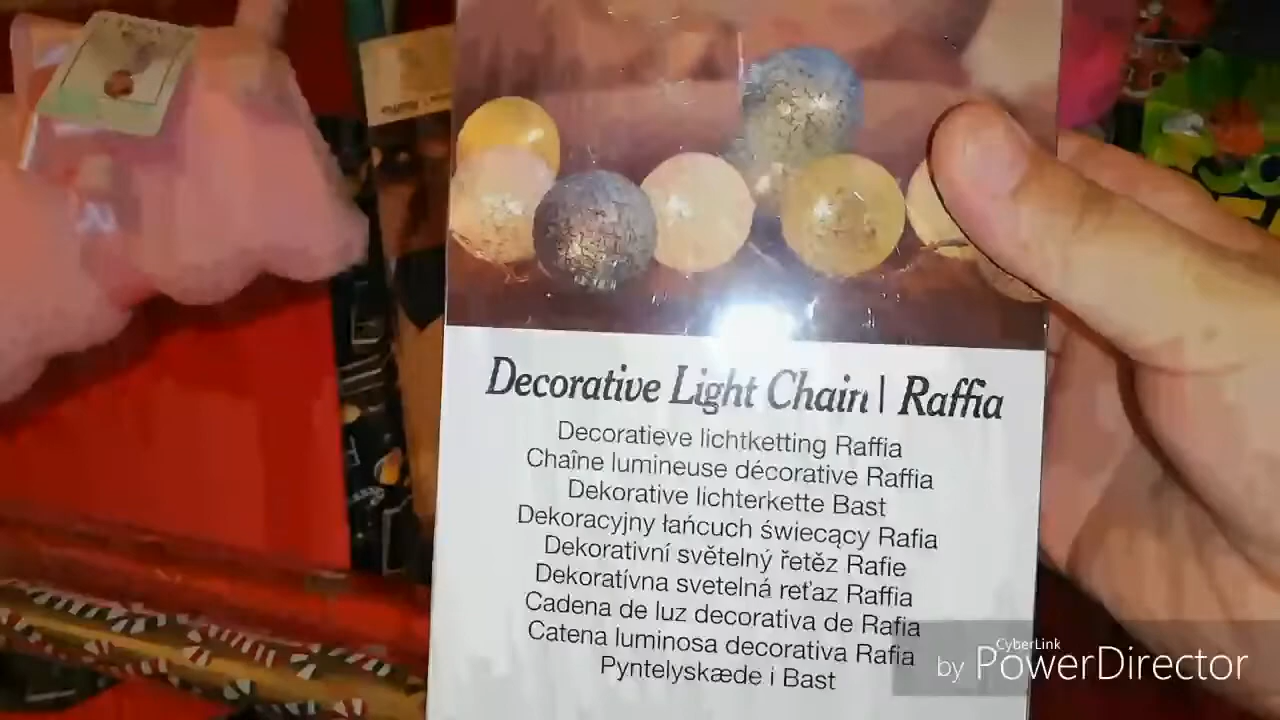 Decorative Light Chain | Raffia
Decoratieve lichtketting Raffia
Chaîne lumineuse décorative Raffia
Dekorative lichterkette Bast
Dekoracyjny łańcuch świecący Rafia
Dekorativní světelný řetěz Rafie
Dekoratívna svetelná reťaz Raffia
Cadena de luz decorativa de Rafia
Catena luminosa decorativa Rafia
Pyntelyskæde i Bast
CyberLink
by PowerDirector